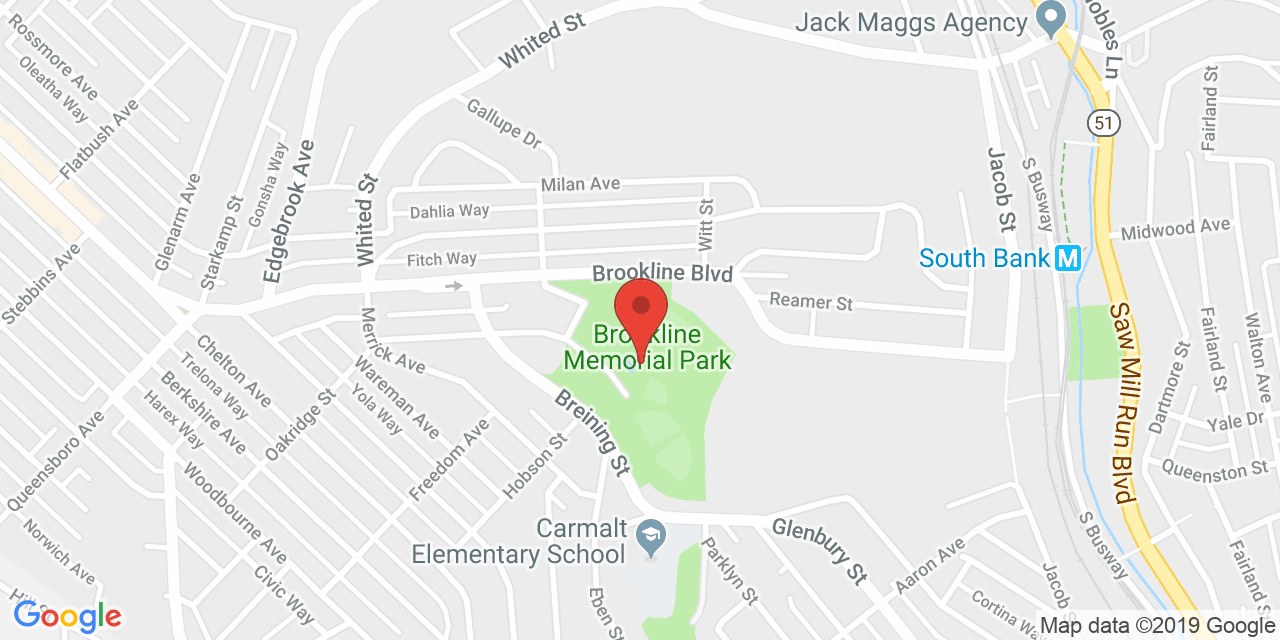 Jack Maggs Agency
Nobles Ln
Whited St
Rossmore Ave
Oleatha Way
Flatbush Ave
Gallupe Dr
51
Fairland St
Gonsha Way
Edgebrook Ave
Glenarm Ave
Starkamp St
Whited St
Milan Ave
Dahlia Way
Witt St
Jacob St
S Busway
Midwood Ave
Stebbins Ave
Fitch Way
Brookline Blvd
South Bank
M
Reamer St
Merrick Ave
Brookline
Memorial Park
Saw Mill Run Blvd
Fairland St
Walton Ave
Chelton Ave
Trelona Way
Berkshire Ave
Harex Way
Oakridge St
Wareman Ave
Yola Way
Dartmore St
Yale Dr
Queensboro Ave
Freedom Ave
Breining St
Hobson St
Queenston St
Woodbourne Ave
Norwich Ave
Civic Way
Carmalt
Elementary School
Glenbury St
Parklyn St
Aaron Ave
S Busway
Jacob St
Cortina Way
Eben St
Fairland St
Google
Map data ©2019 Google